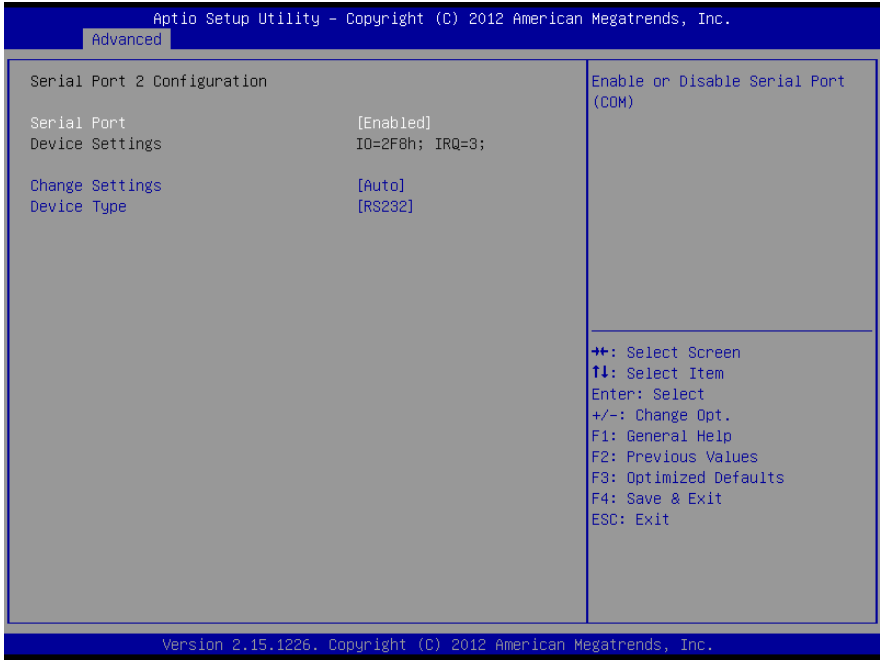 Aptio Setup Utility – Copyright (C) 2012 American Megatrends, Inc.
Advanced
Serial Port 2 Configuration
Serial Port [Enabled]
Device Settings IO=2F8h; IRQ=3;
Change Settings [Auto]
Device Type [RS232]
Enable or Disable Serial Port
(COM)
→←: Select Screen
↑↓: Select Item
Enter: Select
+/-: Change Opt.
F1: General Help
F2: Previous Values
F3: Optimized Defaults
F4: Save & Exit
ESC: Exit
Version 2.15.1226. Copyright (C) 2012 American Megatrends, Inc.